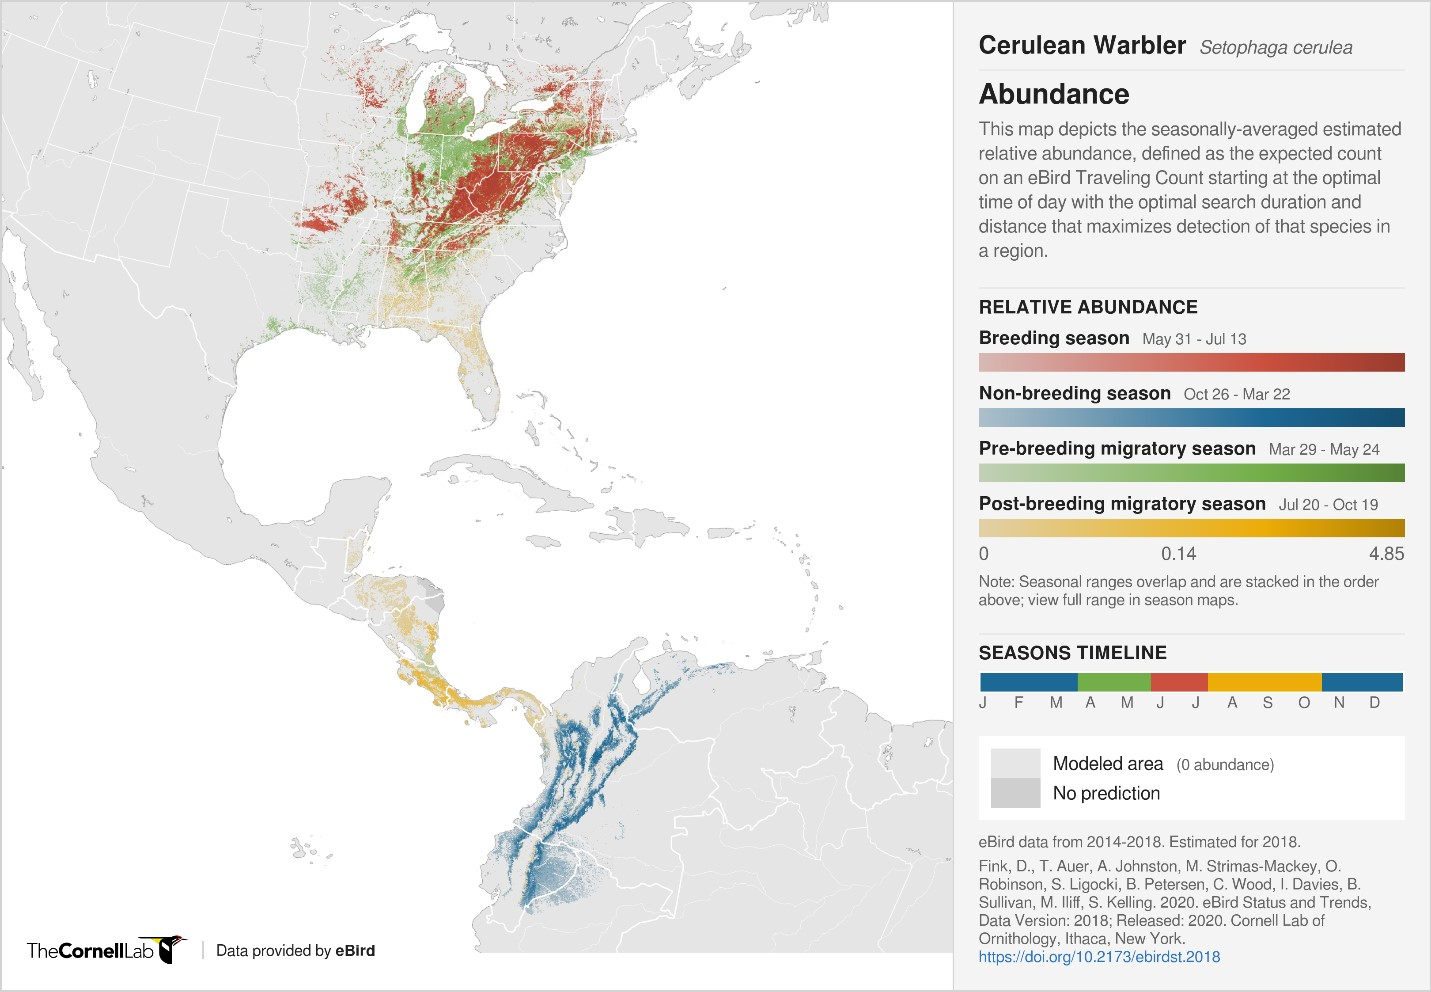 Cerulean Warbler Setophaga cerulea
Abundance
This map depicts the seasonally-averaged estimated
relative abundance, defined as the expected count
on an eBird Traveling Count starting at the optimal
time of day with the optimal search duration and
distance that maximizes detection of that species in
a region.
RELATIVE ABUNDANCE
Breeding season May 31 - Jul 13
Non-breeding season Oct 26 - Mar 22
Pre-breeding migratory season Mar 29 - May 24
Post-breeding migratory season Jul 20 - Oct 19
0 0.14 4.85
Note: Seasonal ranges overlap and are stacked in the order
above; view full range in season maps.
SEASONS TIMELINE
J F M A M J J A S O N D
Modeled area (0 abundance)
No prediction
eBird data from 2014-2018. Estimated for 2018.
Fink, D., T. Auer, A. Johnston, M. Strimas-Mackey, O.
Robinson, S. Ligocki, B. Petersen, C. Wood, I. Davies, B.
Sullivan, M. Iliff, S. Kelling. 2020. eBird Status and Trends,
Data Version: 2018; Released: 2020. Cornell Lab of
Ornithology, Ithaca, New York.
https://doi.org/10.2173/ebirdst.2018
TheCornellLab Data provided by eBird